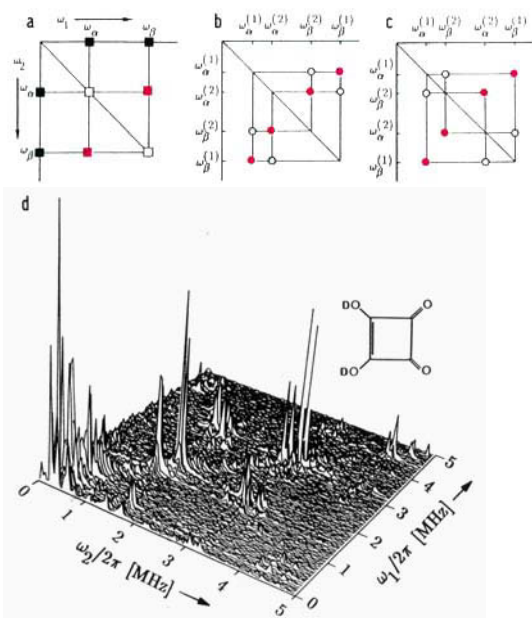 a
ω₁
ωα ωβ
ω₂
ωα
ωβ
b
ωα(1) ωα(2) ωβ(2) ωβ(1)
ωα(1)
ωα(2)
ωβ(2)
ωβ(1)
c
ωα(1) ωβ(2) ωα(2) ωβ(1)
ωα(1)
ωβ(2)
ωα(2)
ωβ(1)
d
DO O
DO O
0 1 2 3 4 5
ω₂/2π [MHz]
0 1 2 3 4 5
ω₁/2π [MHz]